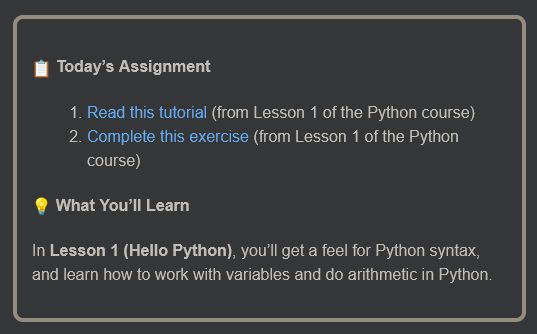 📋 Today’s Assignment
1. Read this tutorial (from Lesson 1 of the Python course)
2. Complete this exercise (from Lesson 1 of the Python
course)
💡 What You’ll Learn
In Lesson 1 (Hello Python), you’ll get a feel for Python syntax,
and learn how to work with variables and do arithmetic in Python.